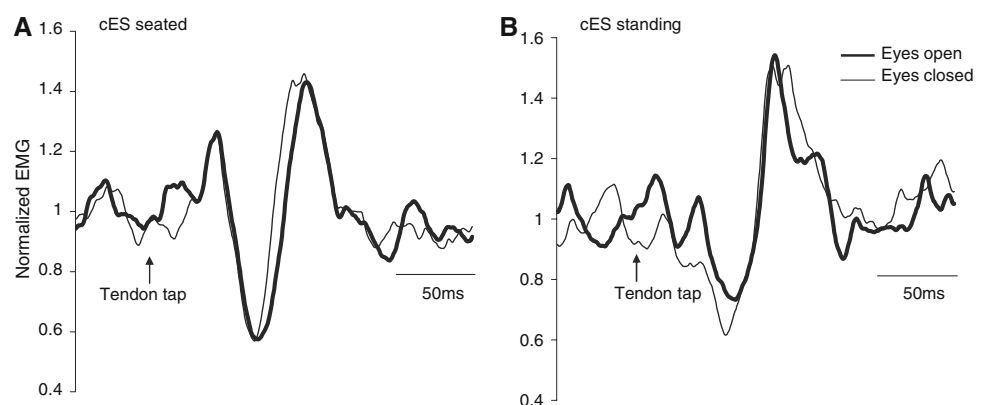 A
cES seated
1.6
1.4
1.2
1
0.8
0.6
0.4
Normalized EMG
Tendon tap
50ms
B
cES standing
1.6
1.4
1.2
1
0.8
0.6
0.4
Eyes open
Eyes closed
Tendon tap
50ms